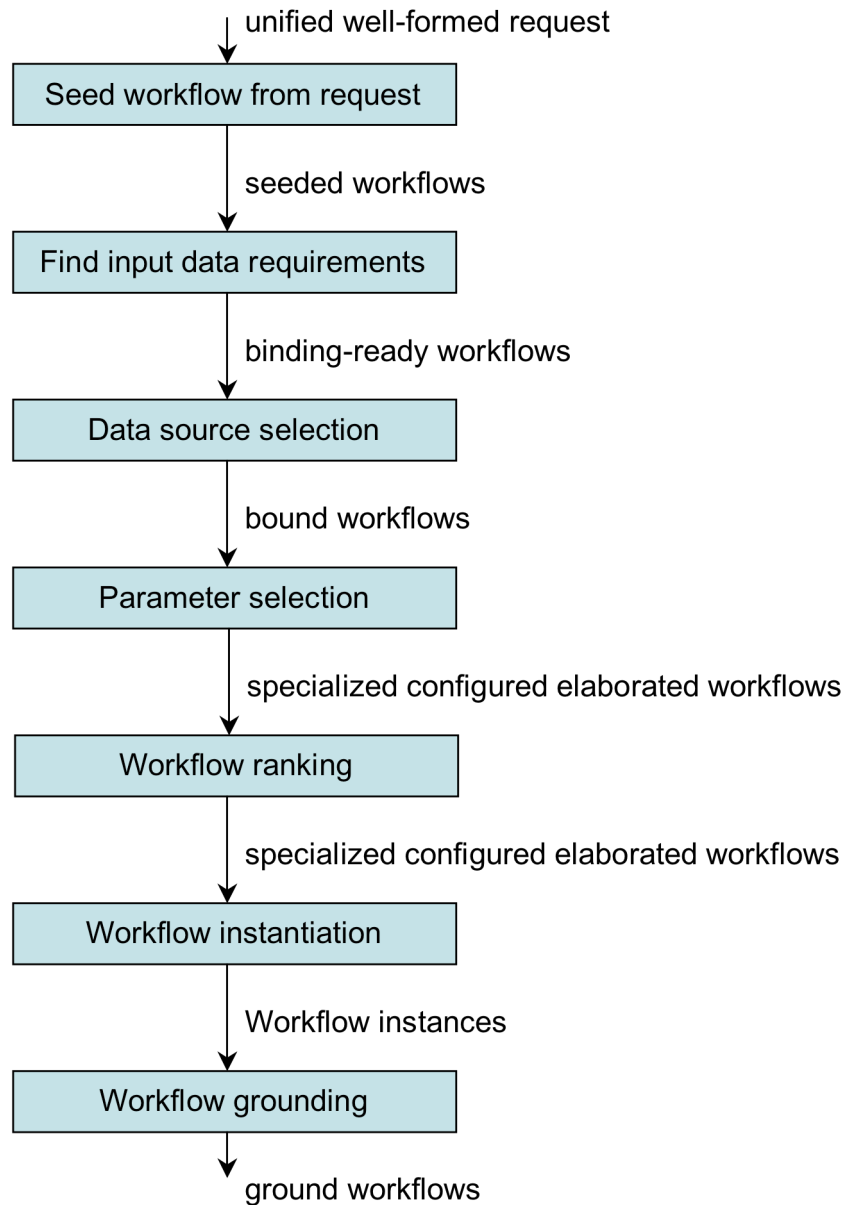 unified well-formed request
Seed workflow from request
seeded workflows
Find input data requirements
binding-ready workflows
Data source selection
bound workflows
Parameter selection
specialized configured elaborated workflows
Workflow ranking
specialized configured elaborated workflows
Workflow instantiation
Workflow instances
Workflow grounding
ground workflows